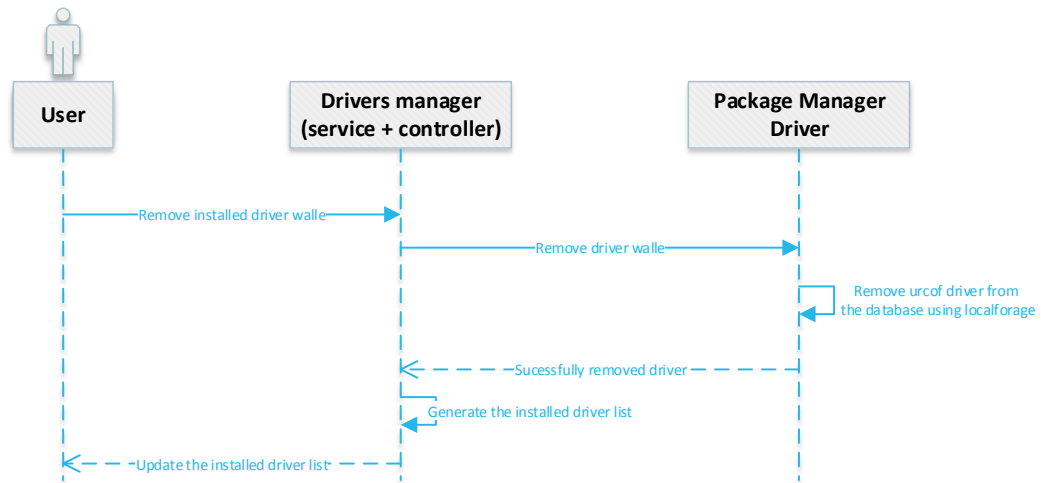 User
Drivers manager
(service + controller)
Package Manager
Driver
Remove installed driver walle
Remove driver walle
Remove urcof driver from
the database using localforage
Sucessfully removed driver
Generate the installed driver list
Update the installed driver list